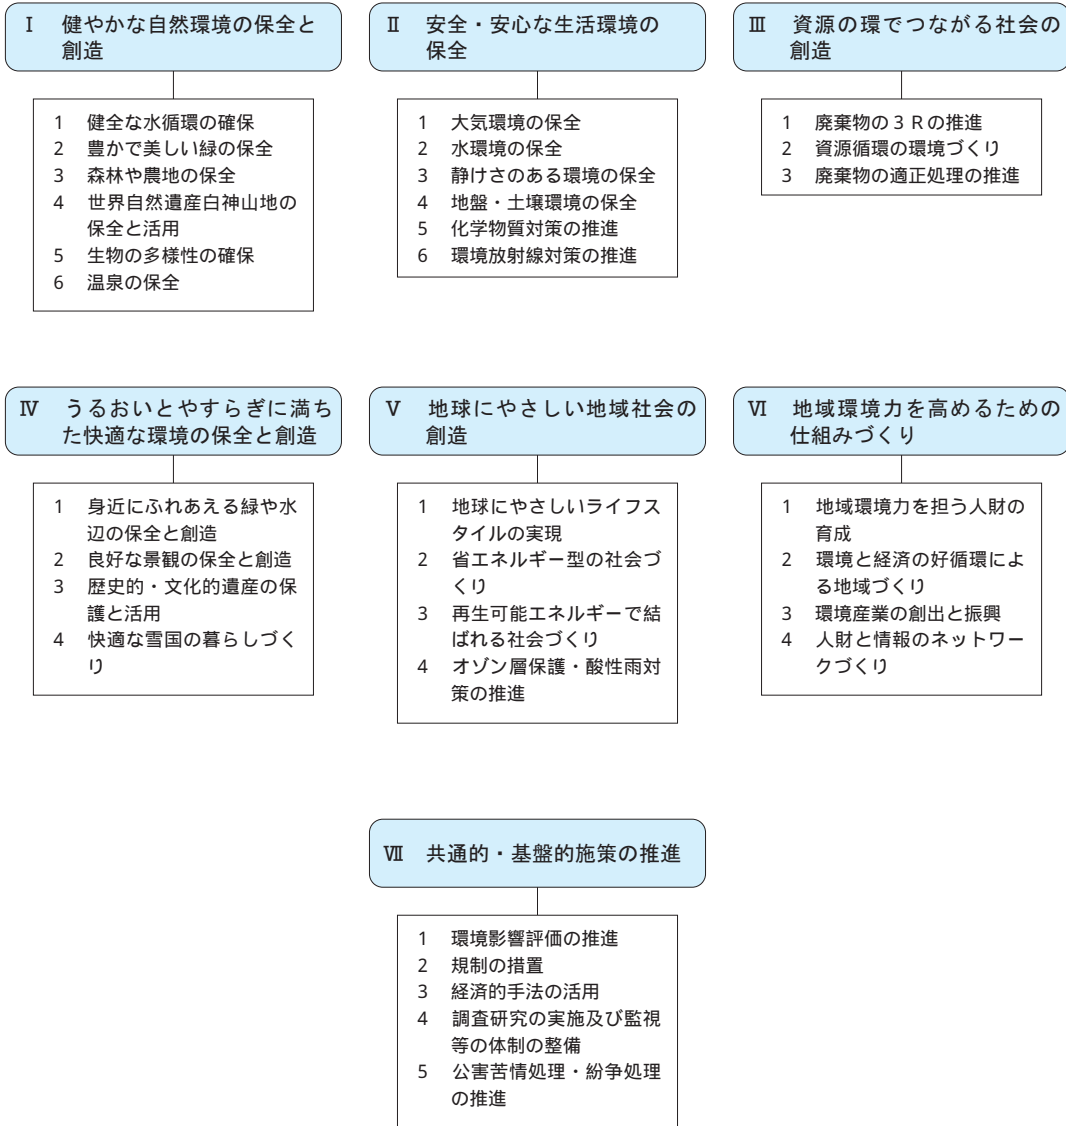 Ⅰ　健やかな自然環境の保全と
創造
1　健全な水循環の確保
2　豊かで美しい緑の保全
3　森林や農地の保全
4　世界自然遺産白神山地の
保全と活用
5　生物の多様性の確保
6　温泉の保全
Ⅱ　安全・安心な生活環境の
保全
1　大気環境の保全
2　水環境の保全
3　静けさのある環境の保全
4　地盤・土壌環境の保全
5　化学物質対策の推進
6　環境放射線対策の推進
Ⅲ　資源の環でつながる社会の
創造
1　廃棄物の３Ｒの推進
2　資源循環の環境づくり
3　廃棄物の適正処理の推進
Ⅳ　うるおいとやすらぎに満ち
た快適な環境の保全と創造
1　身近にふれあえる緑や水
辺の保全と創造
2　良好な景観の保全と創造
3　歴史的・文化的遺産の保
護と活用
4　快適な雪国の暮らしづく
り
Ⅴ　地球にやさしい地域社会の
創造
1　地球にやさしいライフス
タイルの実現
2　省エネルギー型の社会づ
くり
3　再生可能エネルギーで結
ばれる社会づくり
4　オゾン層保護・酸性雨対
策の推進
Ⅵ　地域環境力を高めるための
仕組みづくり
1　地域環境力を担う人財の
育成
2　環境と経済の好循環によ
る地域づくり
3　環境産業の創出と振興
4　人財と情報のネットワー
クづくり
Ⅶ　共通的・基盤的施策の推進
1　環境影響評価の推進
2　規制の措置
3　経済的手法の活用
4　調査研究の実施及び監視
等の体制の整備
5　公害苦情処理・紛争処理
の推進